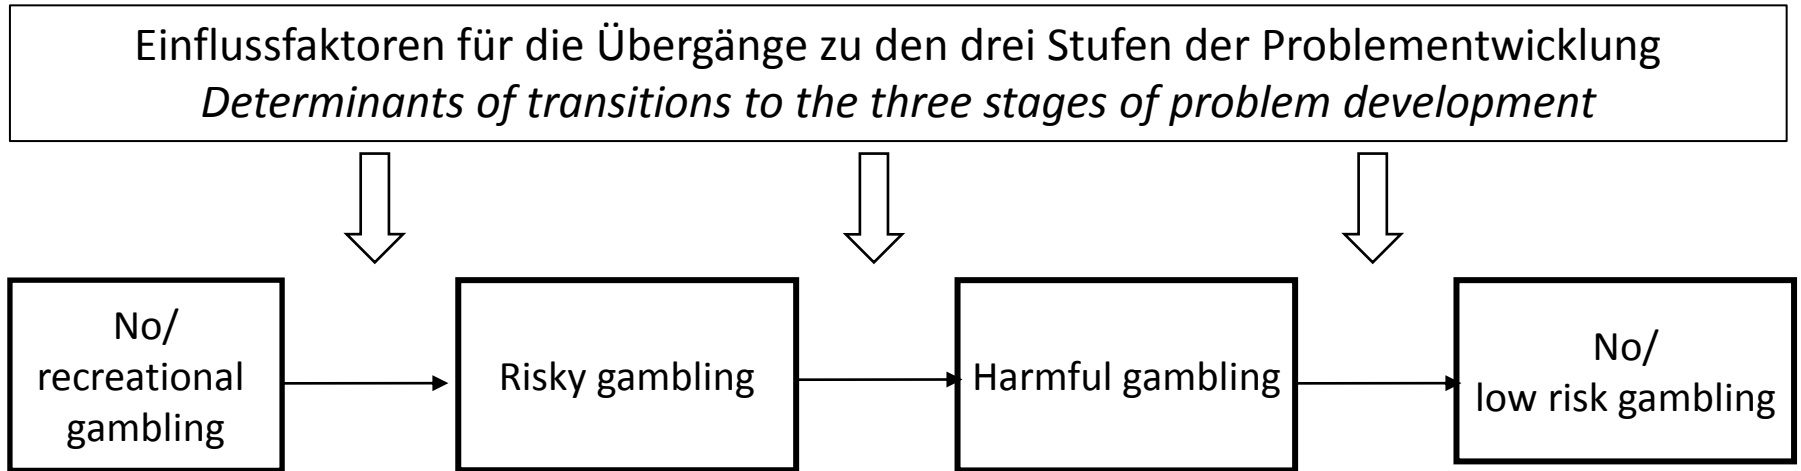 Einflussfaktoren für die Übergänge zu den drei Stufen der Problementwicklung
Determinants of transitions to the three stages of problem development
No/
recreational
gambling
Risky gambling
Harmful gambling
No/
low risk gambling